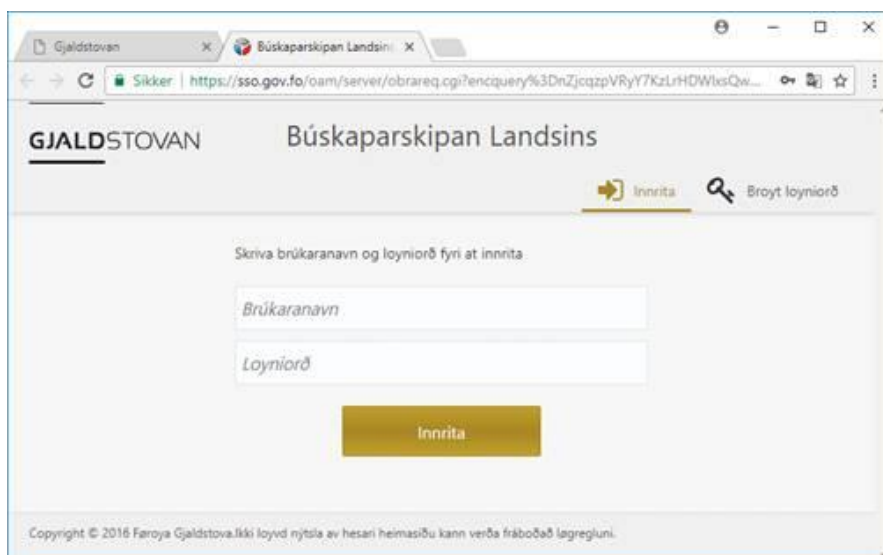 Gjaldstovan
Búskaparskipan Landsins
Sikker | https://sso.gov.fo/oam/server/obrareq.cgi?encquery%3DnZjcqzpVRyY7KzLrHDWlxsQw...
GJALDSTOVAN
Búskaparskipan Landsins
Innrita
Broyt loyniorð
Skriva brúkaranavn og loyniorð fyri at innrita
Brúkaranavn
Loyniorð
Innrita
Copyright © 2016 Føroya Gjaldstova.Ikki loyvd nýtsla av hesari heimasíðu kann verða fráboðað løgregluni.